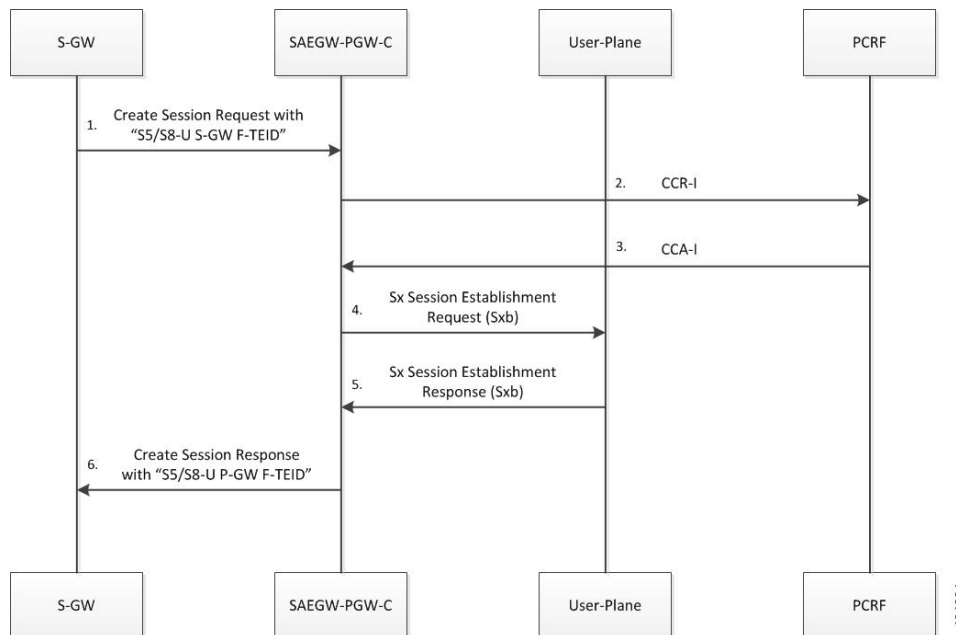 S-GW
SAEGW-PGW-C
User-Plane
PCRF
1.
Create Session Request with
“S5/S8-U S-GW F-TEID”
2.
CCR-I
3.
CCA-I
4.
Sx Session Establishment
Request (Sxb)
5.
Sx Session Establishment
Response (Sxb)
6.
Create Session Response
with “S5/S8-U P-GW F-TEID”
S-GW
SAEGW-PGW-C
User-Plane
PCRF